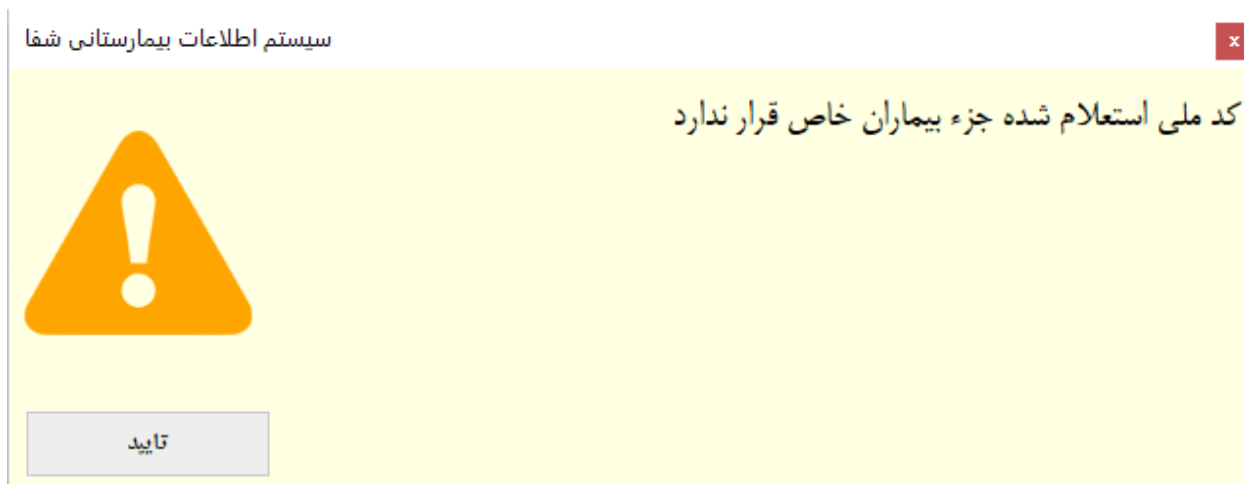 سیستم اطلاعات بیمارستانی شفا
x
کد ملی استعلام شده جزء بیماران خاص قرار ندارد
تایید